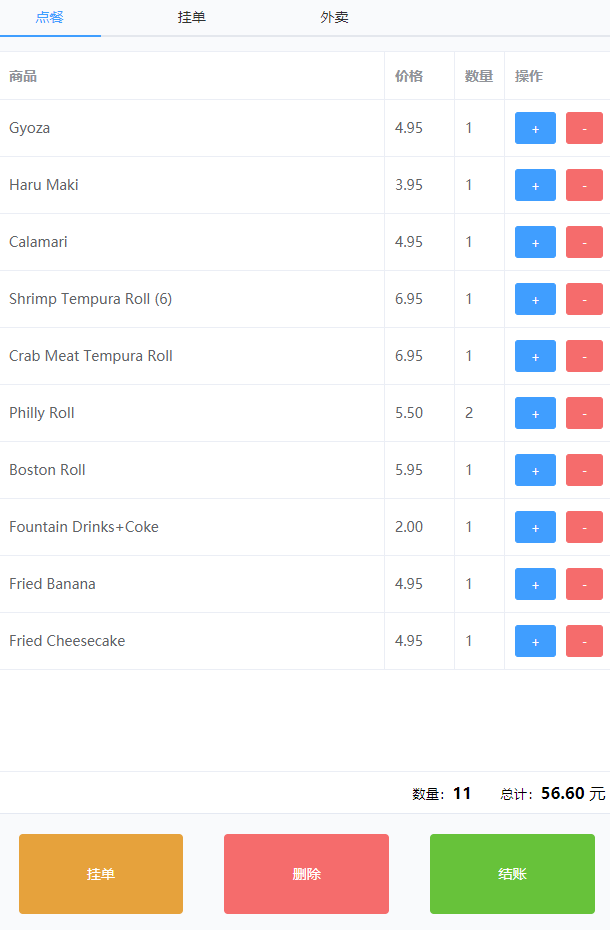 点餐 挂单 外卖
商品 价格 数量 操作
Gyoza 4.95 1 + -
Haru Maki 3.95 1 + -
Calamari 4.95 1 + -
Shrimp Tempura Roll (6) 6.95 1 + -
Crab Meat Tempura Roll 6.95 1 + -
Philly Roll 5.50 2 + -
Boston Roll 5.95 1 + -
Fountain Drinks+Coke 2.00 1 + -
Fried Banana 4.95 1 + -
Fried Cheesecake 4.95 1 + -
数量: 11 总计: 56.60 元
挂单 删除 结账